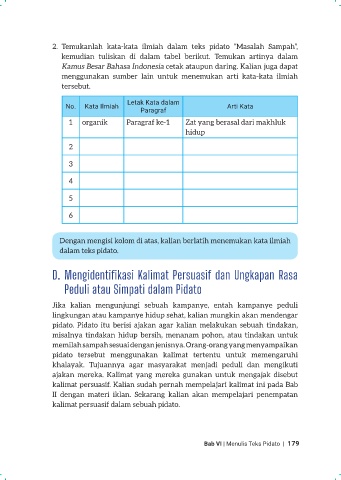 2. Temukanlah kata-kata ilmiah dalam teks pidato "Masalah Sampah",
kemudian tuliskan di dalam tabel berikut. Temukan artinya dalam
Kamus Besar Bahasa Indonesia cetak ataupun daring. Kalian juga dapat
menggunakan sumber lain untuk menemukan arti kata-kata ilmiah
tersebut.
No. Kata Ilmiah Letak Kata dalam Paragraf Arti Kata
1 organik Paragraf ke-1 Zat yang berasal dari makhluk
hidup
2
3
4
5
6
Dengan mengisi kolom di atas, kalian berlatih menemukan kata ilmiah
dalam teks pidato.
D. Mengidentifikasi Kalimat Persuasif dan Ungkapan Rasa
Peduli atau Simpati dalam Pidato
Jika kalian mengunjungi sebuah kampanye, entah kampanye peduli
lingkungan atau kampanye hidup sehat, kalian mungkin akan mendengar
pidato. Pidato itu berisi ajakan agar kalian melakukan sebuah tindakan,
misalnya tindakan hidup bersih, menanam pohon, atau tindakan untuk
memilah sampah sesuai dengan jenisnya. Orang-orang yang menyampaikan
pidato tersebut menggunakan kalimat tertentu untuk memengaruhi
khalayak. Tujuannya agar masyarakat menjadi peduli dan mengikuti
ajakan mereka. Kalimat yang mereka gunakan untuk mengajak disebut
kalimat persuasif. Kalian sudah pernah mempelajari kalimat ini pada Bab
II dengan materi iklan. Sekarang kalian akan mempelajari penempatan
kalimat persuasif dalam sebuah pidato.
Bab VI | Menulis Teks Pidato | 179